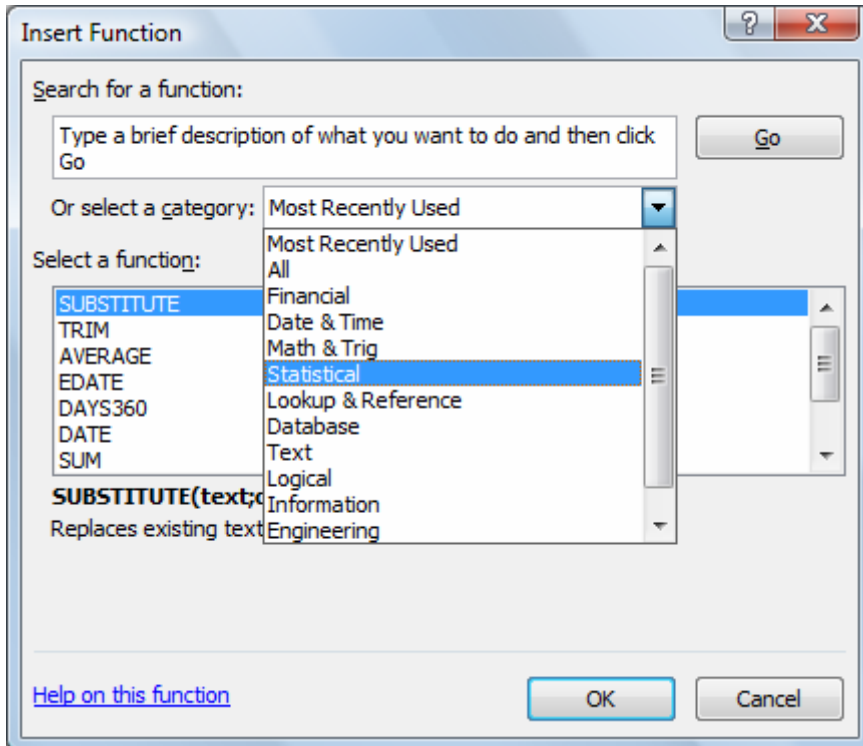 Insert Function
Search for a function:
Type a brief description of what you want to do and then click
Go
Go
Or select a category:
Most Recently Used
Most Recently Used
All
Financial
Date & Time
Math & Trig
Statistical
Lookup & Reference
Database
Text
Logical
Information
Engineering
Select a function:
SUBSTITUTE
TRIM
AVERAGE
EDATE
DAYS360
DATE
SUM
SUBSTITUTE(text;
Replaces existing text
Help on this function
OK
Cancel